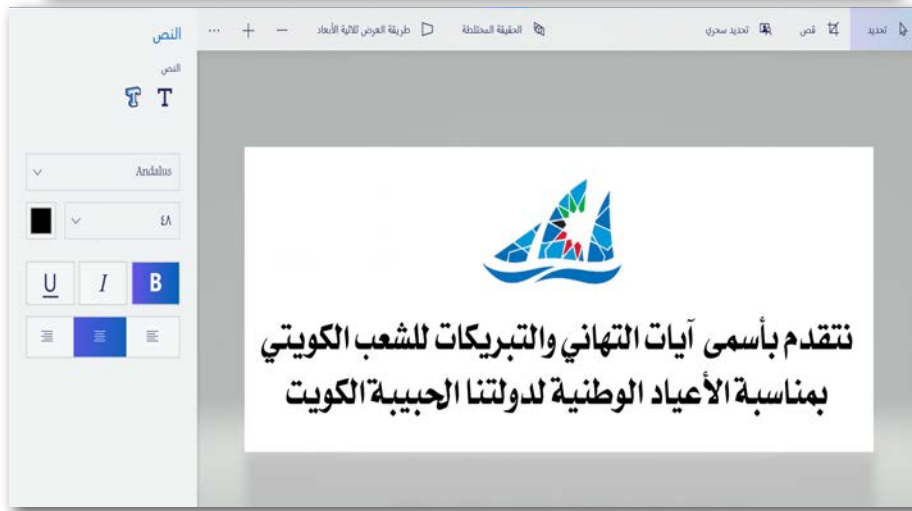 تحديد
قص
تحديد سحري
الحقيقة المختلطة
طريقة العرض ثلاثية الأبعاد
النص
النص
T T
Andalus
٤٨
B I U
نتقدم بأسمى آيات التهاني والتبريكات للشعب الكويتي
بمناسبة الأعياد الوطنية لدولتنا الحبيبة الكويت